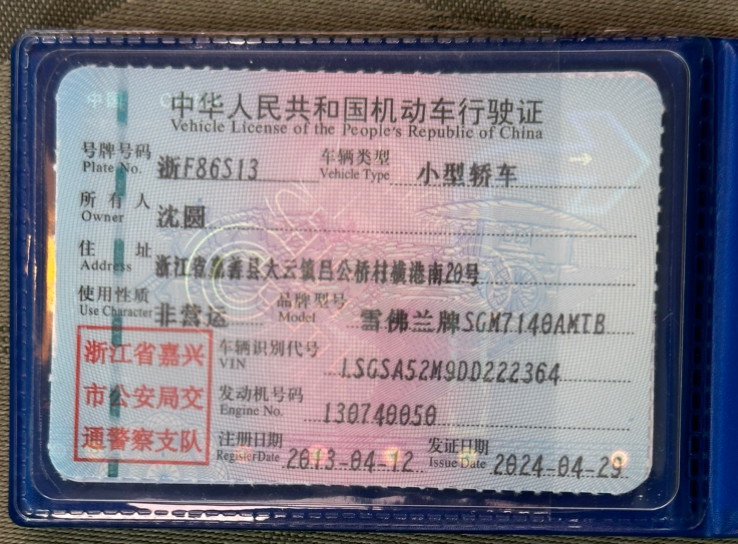 中华人民共和国机动车行驶证
Vehicle License of the People's Republic of China
号牌号码 浙F86S13 车辆类型 小型轿车
Plate No. Vehicle Type
所有人 沈圆
Owner
住址 浙江省嘉善县大云镇吕公桥村横港南20号
Address
使用性质 非营运 品牌型号 雪佛兰牌SGM7140AMTB
Use Character Model
浙江省嘉兴
市公安局交
通警察支队
车辆识别代号 LSGSA52M9DD222364
VIN
发动机号码 130740050
Engine No.
注册日期 2013-04-12 发证日期 2024-04-29
Register Date Issue Date